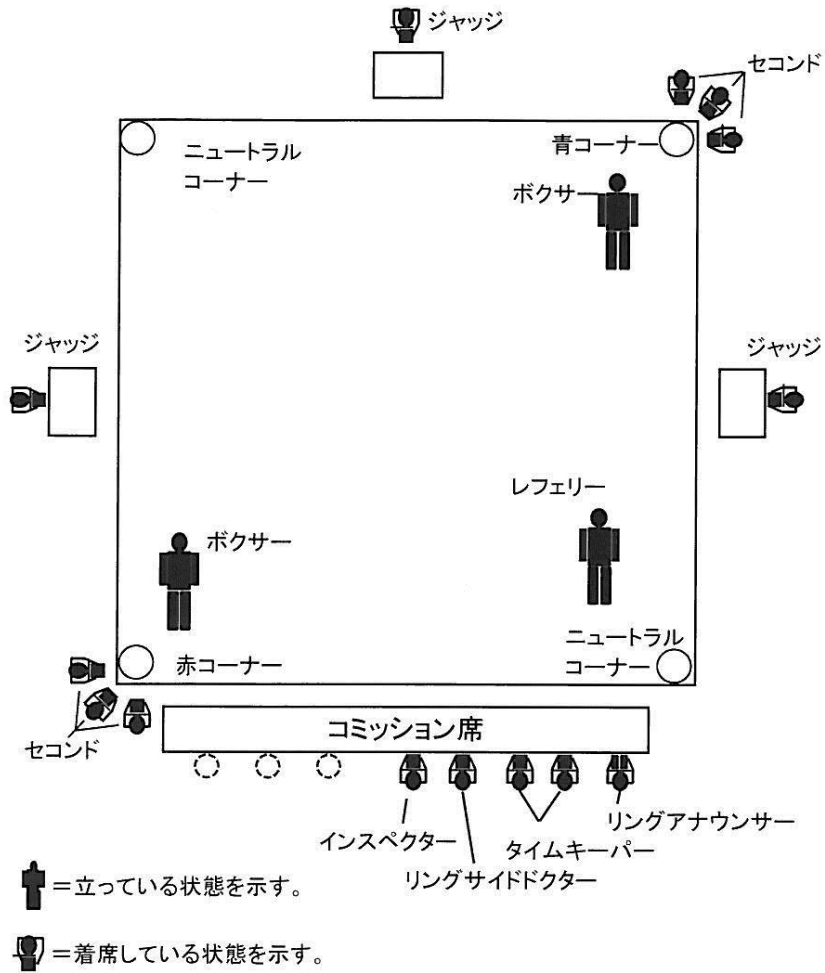 ジャッジ
セコンド
ニュートラル
コーナー
青コーナー
ボクサー
ジャッジ
ジャッジ
レフェリー
ボクサー
ニュートラル
コーナー
赤コーナー
コミッション席
セコンド
リングアナウンサー
インスペクター
タイムキーパー
リングサイドドクター
=立っている状態を示す。
=着席している状態を示す。